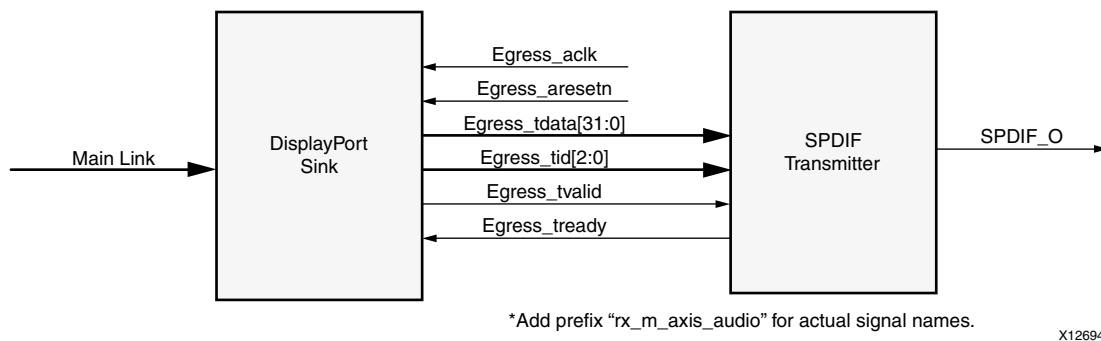 Egress_aclk
Egress_aresetn
Egress_tdata[31:0]
Egress_tid[2:0]
Egress_tvalid
Egress_tready
Main Link
DisplayPort
Sink
SPDIF
Transmitter
SPDIF_O
*Add prefix “rx_m_axis_audio” for actual signal names.
X12694